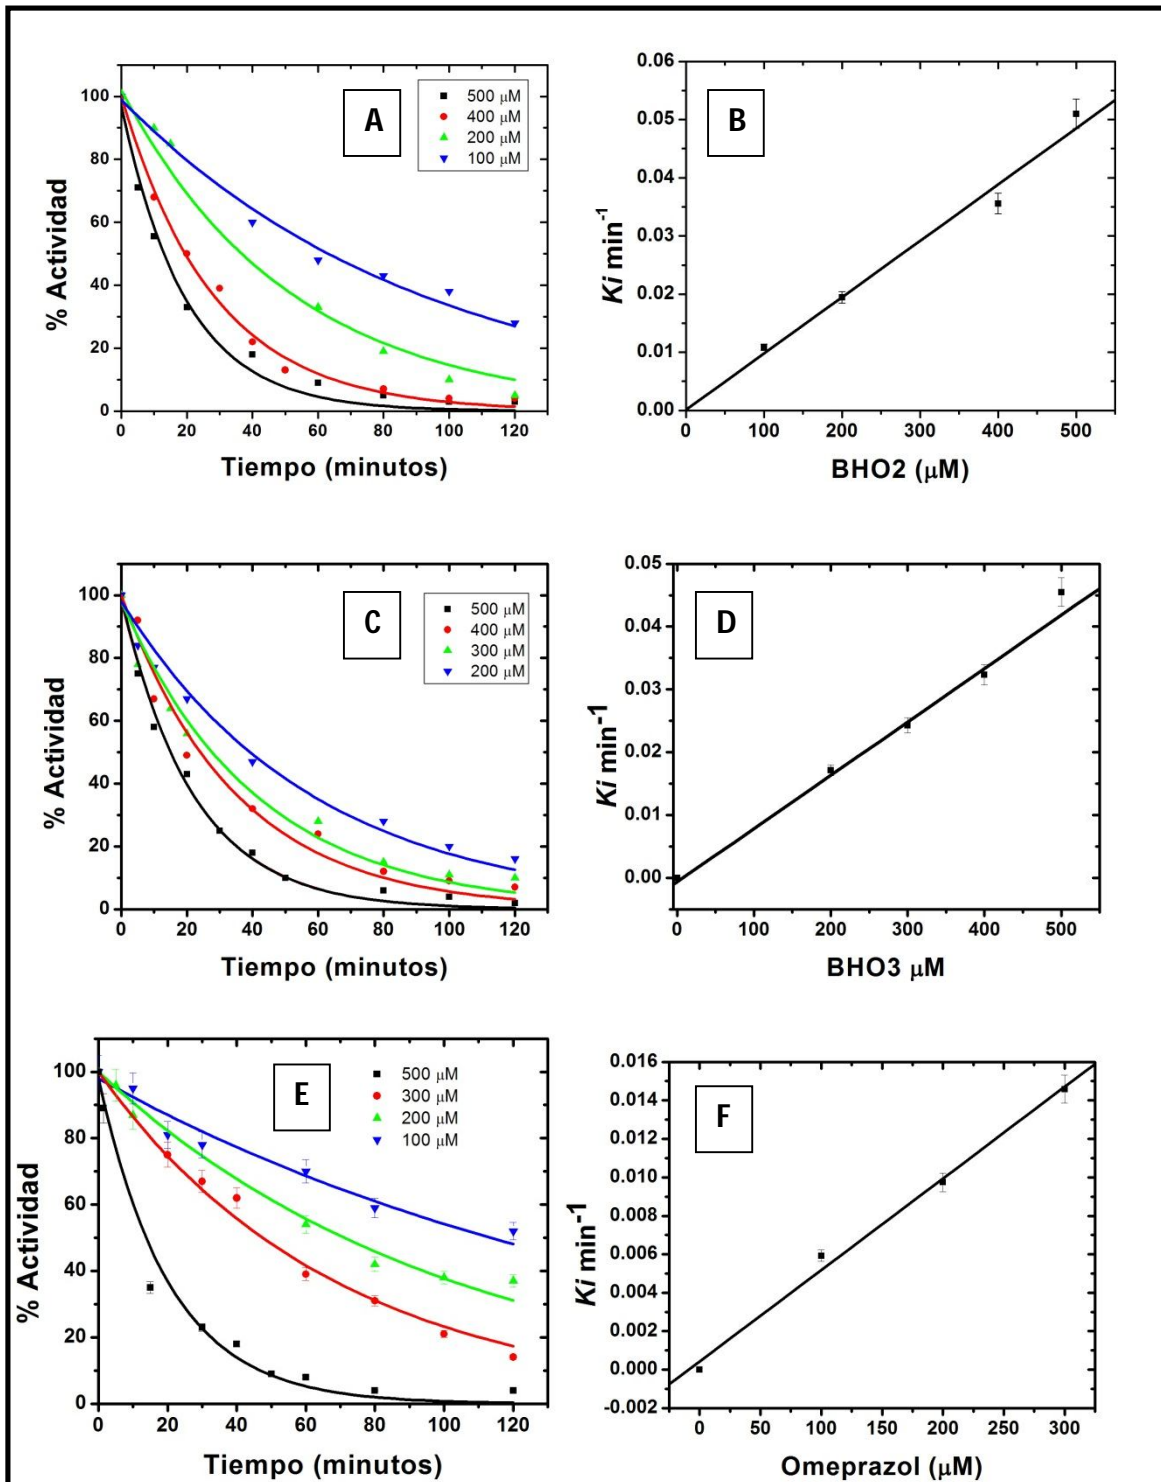 A
500 μM
400 μM
200 μM
100 μM
% Actividad
100
80
60
40
20
0
0 20 40 60 80 100 120
Tiempo (minutos)
B
Ki min-1
0.06
0.05
0.04
0.03
0.02
0.01
0.00
0 100 200 300 400 500
BHO2 (μM)
C
500 μM
400 μM
300 μM
200 μM
% Actividad
100
80
60
40
20
0
0 20 40 60 80 100 120
Tiempo (minutos)
D
Ki min-1
0.05
0.04
0.03
0.02
0.01
0.00
0 100 200 300 400 500
BHO3 μM
E
500 μM
300 μM
200 μM
100 μM
% Actividad
100
80
60
40
20
0
0 20 40 60 80 100 120
Tiempo (minutos)
F
Ki min-1
0.016
0.014
0.012
0.010
0.008
0.006
0.004
0.002
0.000
-0.002
0 50 100 150 200 250 300
Omeprazol (μM)